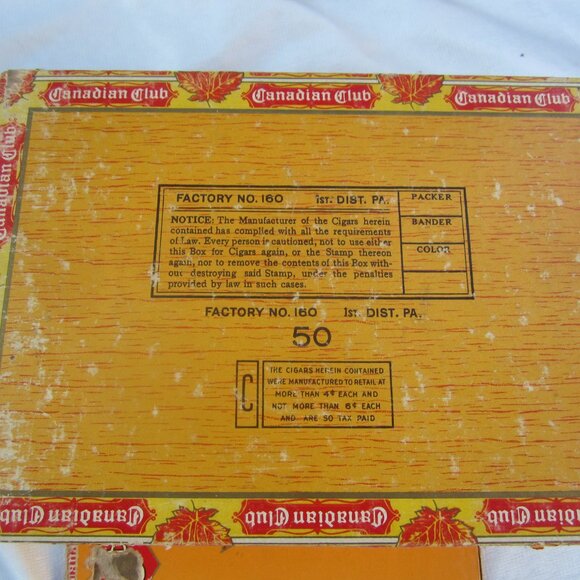 Canadian Club Canadian Club Canadian Club
Canadian Club
FACTORY NO. 160 1ST. DIST. PA.
NOTICE: The Manufacturer of the Cigars herein
contained has complied with all the requirements
of Law. Every person is cautioned, not to use either
this Box for Cigars again, or the Stamp thereon
again, nor to remove the contents of this Box with-
out destroying said Stamp, under the penalties
provided by law in such cases.
PACKER
BANDER
COLOR
FACTORY NO. 160 1ST. DIST. PA.
50
C
THE CIGARS HEREIN CONTAINED
WERE MANUFACTURED TO RETAIL AT
MORE THAN 4¢ EACH AND
NOT MORE THAN 6¢ EACH
AND ARE SO TAX PAID
Canadian Club Canadian Club Canadian Club